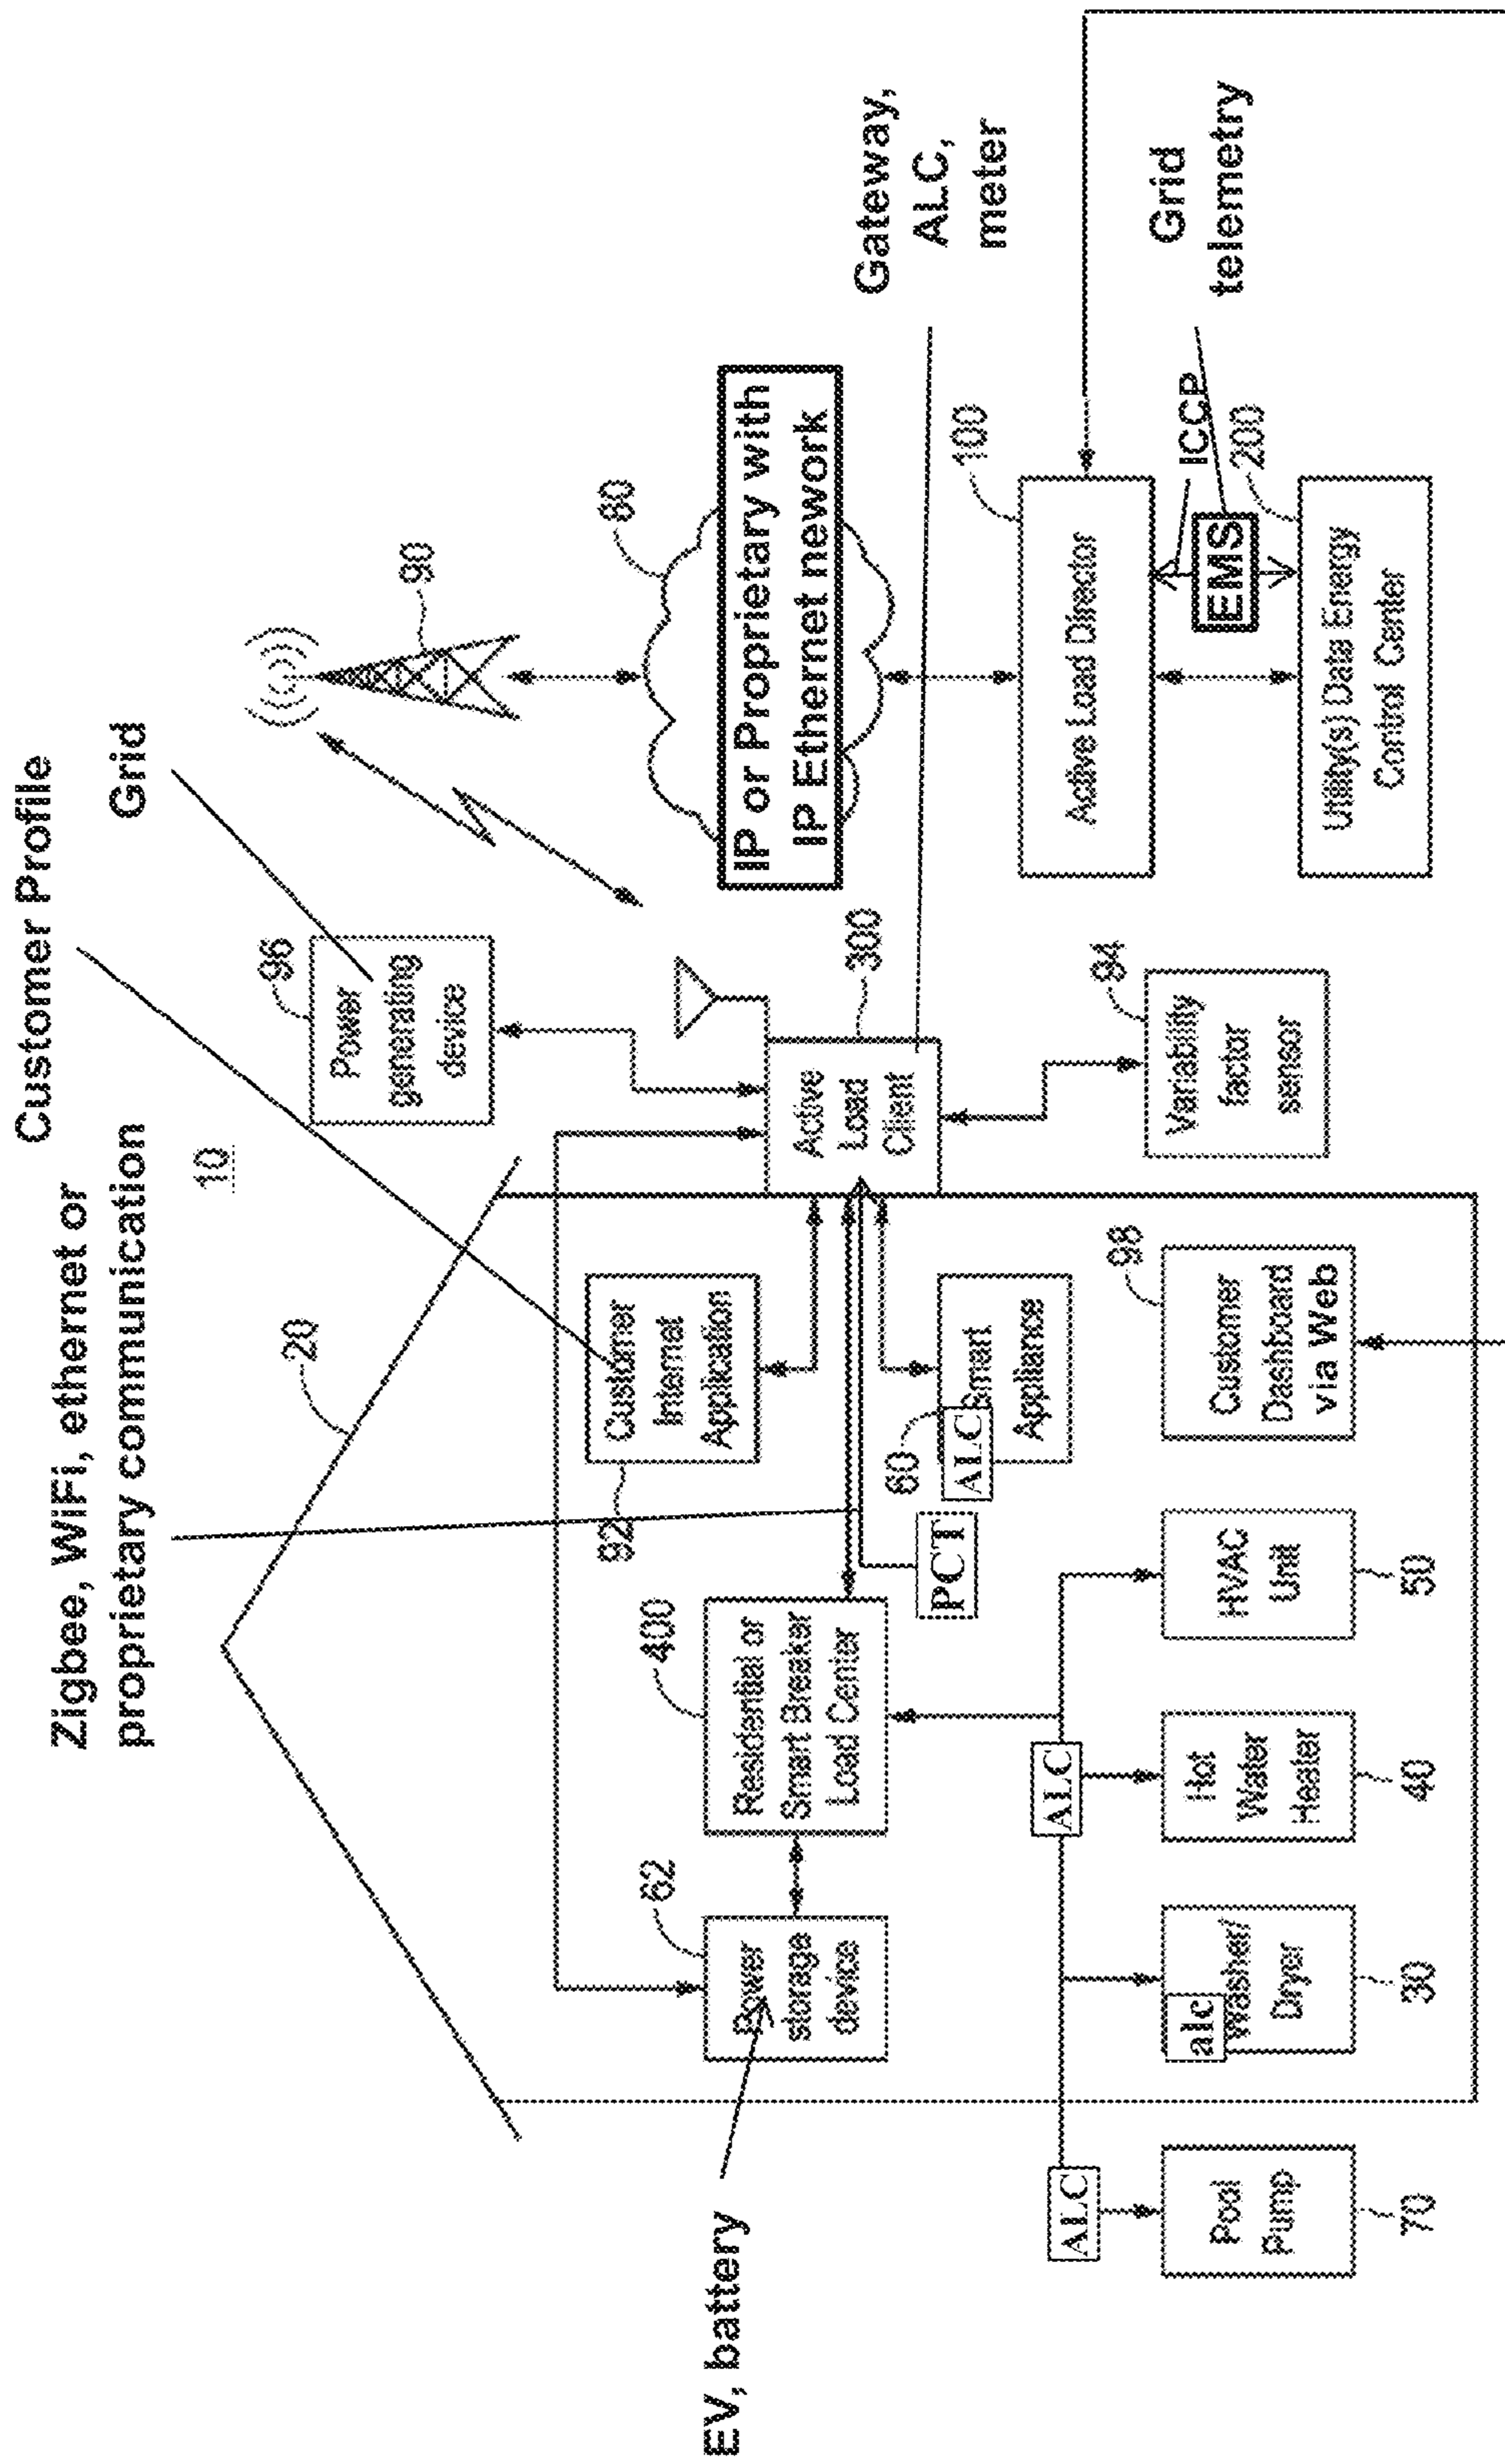 Customer Profile
Zigbee, WiFi, ethernet or
proprietary communication
Grid
10
20
90
96
Power
generating
device
80
IP or Proprietary with
IP Ethernet network
Gateway,
ALC,
meter
EV, battery
62
Power
storage
device
400
Residential or
Smart Breaker
Load Center
92
Customer
Internet
Application
300
Active
Load
Client
PCT
60
ALC
Smart
Appliance
100
Active Load Director
ICCP
EMS
Grid
telemetry
200
Utility(s) Data Energy
Control Center
94
Variability
factor
sensor
98
Customer
Dashboard
via Web
ALC
ALC
Pool
Pump
70
alc
Washer/
Dryer
30
Hot
Water
Heater
40
HVAC
Unit
50